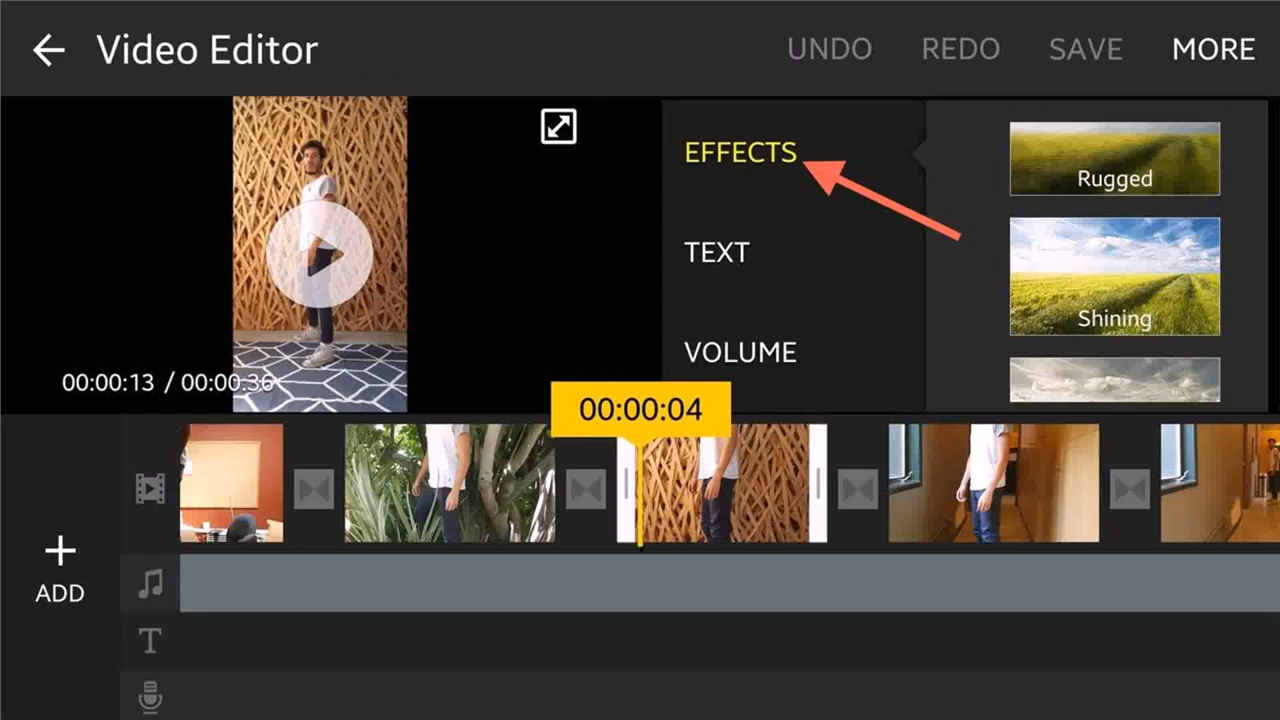 Video Editor
UNDO
REDO
SAVE
MORE
EFFECTS
TEXT
VOLUME
Rugged
Shining
00:00:13 / 00:00:36
00:00:04
ADD
T